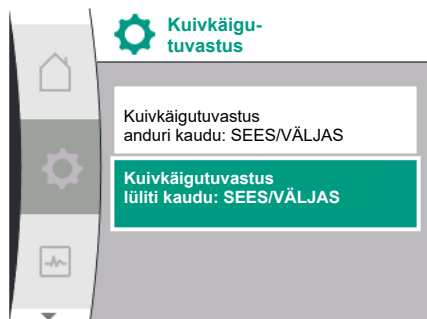 Kuivkäigu-
tuvastus
Kuivkäigutuvastus
anduri kaudu: SEES/VÄLJAS
Kuivkäigutuvastus
lüliti kaudu: SEES/VÄLJAS